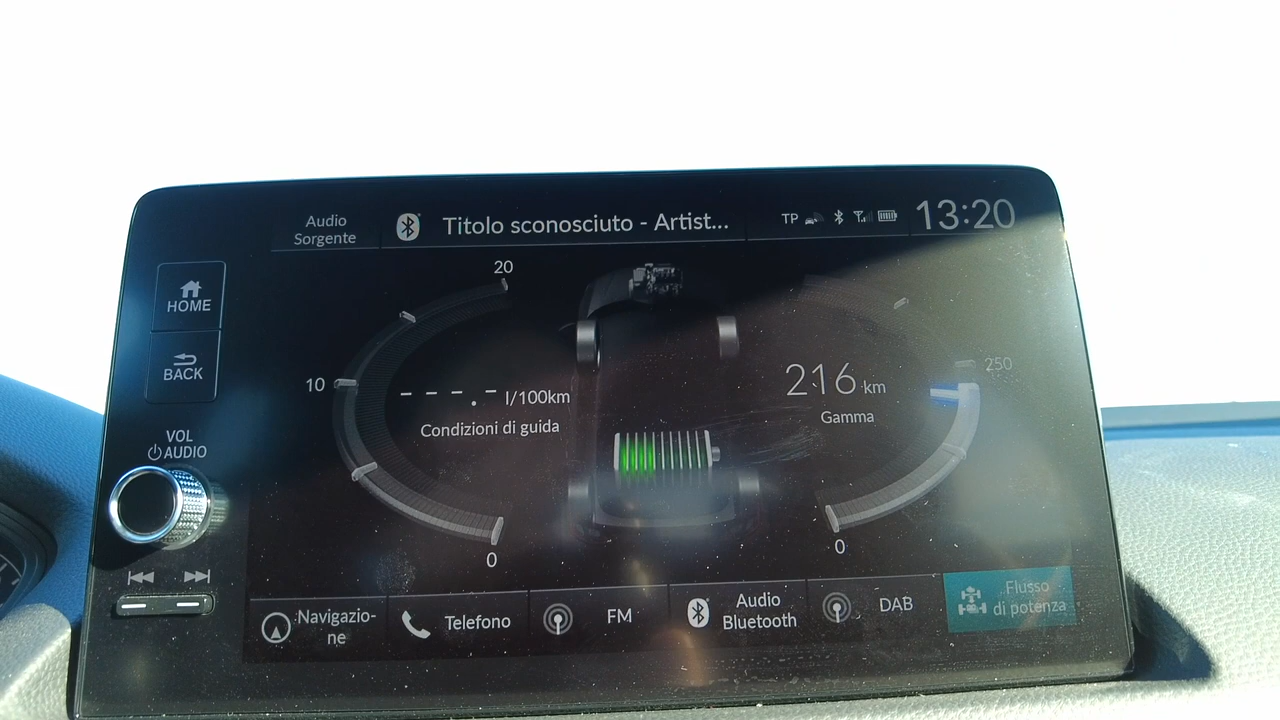 Audio
Sorgente
Titolo sconosciuto - Artist...
TP
13:20
HOME
BACK
VOL
AUDIO
20
10
0
- - - . - l/100km
Condizioni di guida
216 km
Gamma
250
0
Navigazio-
ne
Telefono
FM
Audio
Bluetooth
DAB
Flusso
di potenza